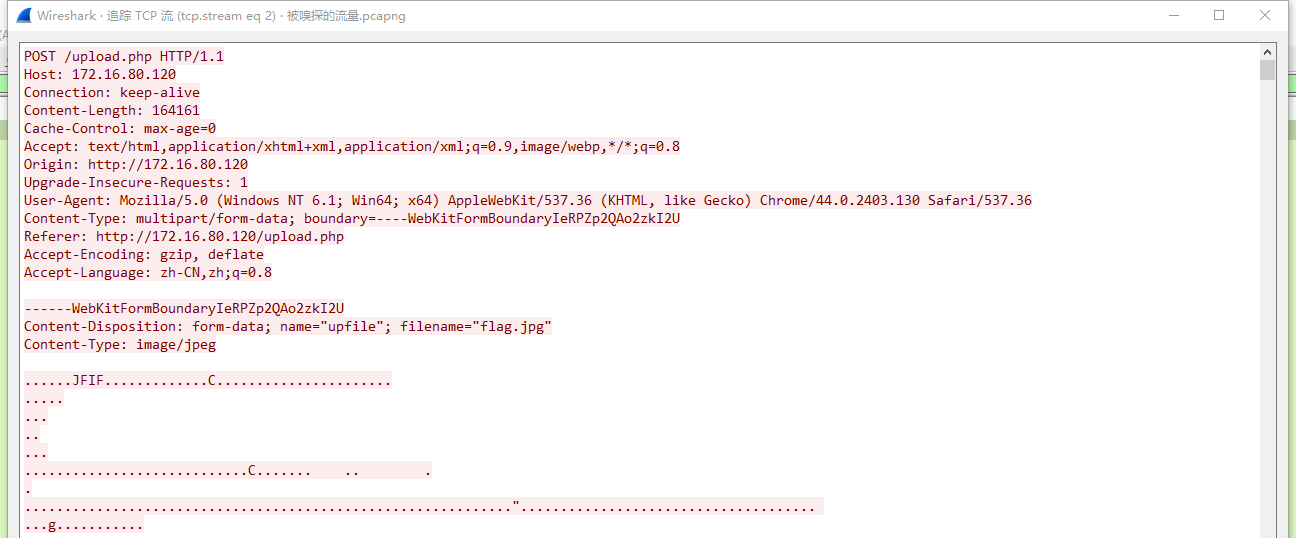 Wireshark · 追踪 TCP 流 (tcp.stream eq 2) · 被嗅探的流量.pcapng
POST /upload.php HTTP/1.1
Host: 172.16.80.120
Connection: keep-alive
Content-Length: 164161
Cache-Control: max-age=0
Accept: text/html,application/xhtml+xml,application/xml;q=0.9,image/webp,*/*;q=0.8
Origin: http://172.16.80.120
Upgrade-Insecure-Requests: 1
User-Agent: Mozilla/5.0 (Windows NT 6.1; Win64; x64) AppleWebKit/537.36 (KHTML, like Gecko) Chrome/44.0.2403.130 Safari/537.36
Content-Type: multipart/form-data; boundary=----WebKitFormBoundaryIeRPZp2QAo2zkI2U
Referer: http://172.16.80.120/upload.php
Accept-Encoding: gzip, deflate
Accept-Language: zh-CN,zh;q=0.8
------WebKitFormBoundaryIeRPZp2QAo2zkI2U
Content-Disposition: form-data; name="upfile"; filename="flag.jpg"
Content-Type: image/jpeg
......JFIF.............C......................
.....
...
..
...
............................C.......    ..        .
.
.............................................................".....................................
...g...........